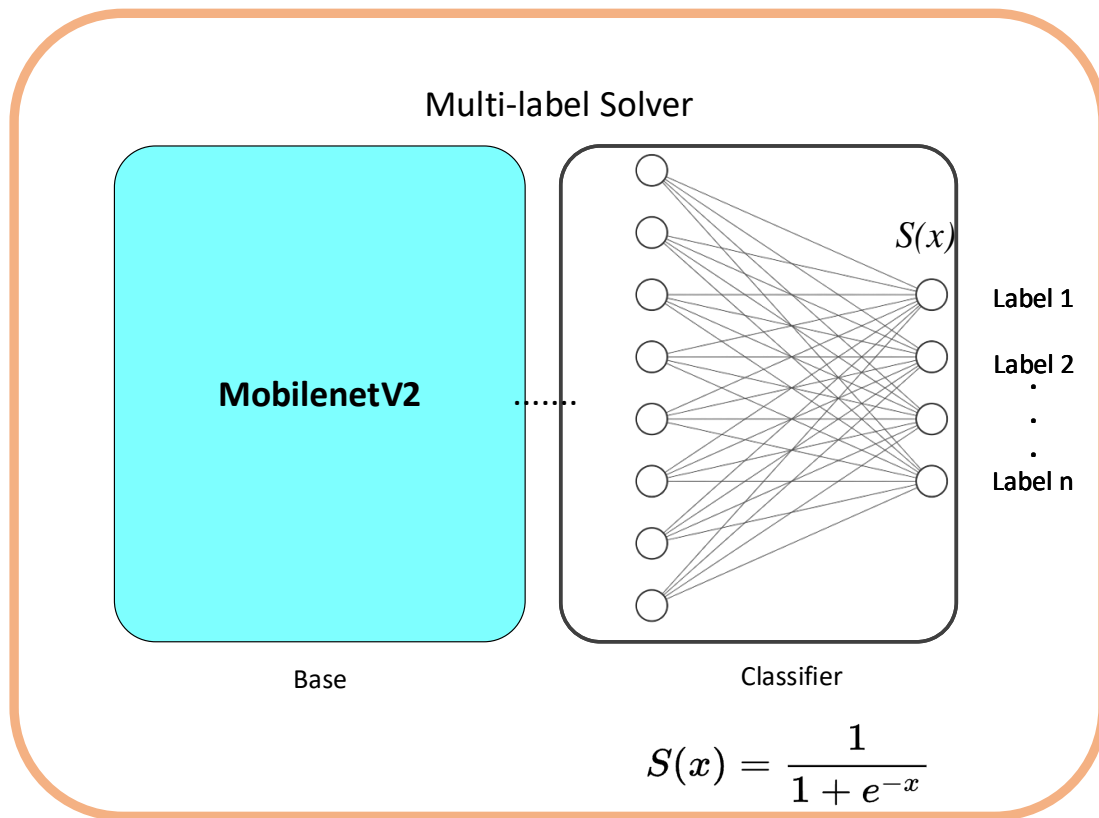 Multi-label Solver
MobilenetV2
.......
S(x)
Label 1
Label 2
.
.
.
Label n
Base
Classifier
S(x) = 1 / (1 + e^{-x})